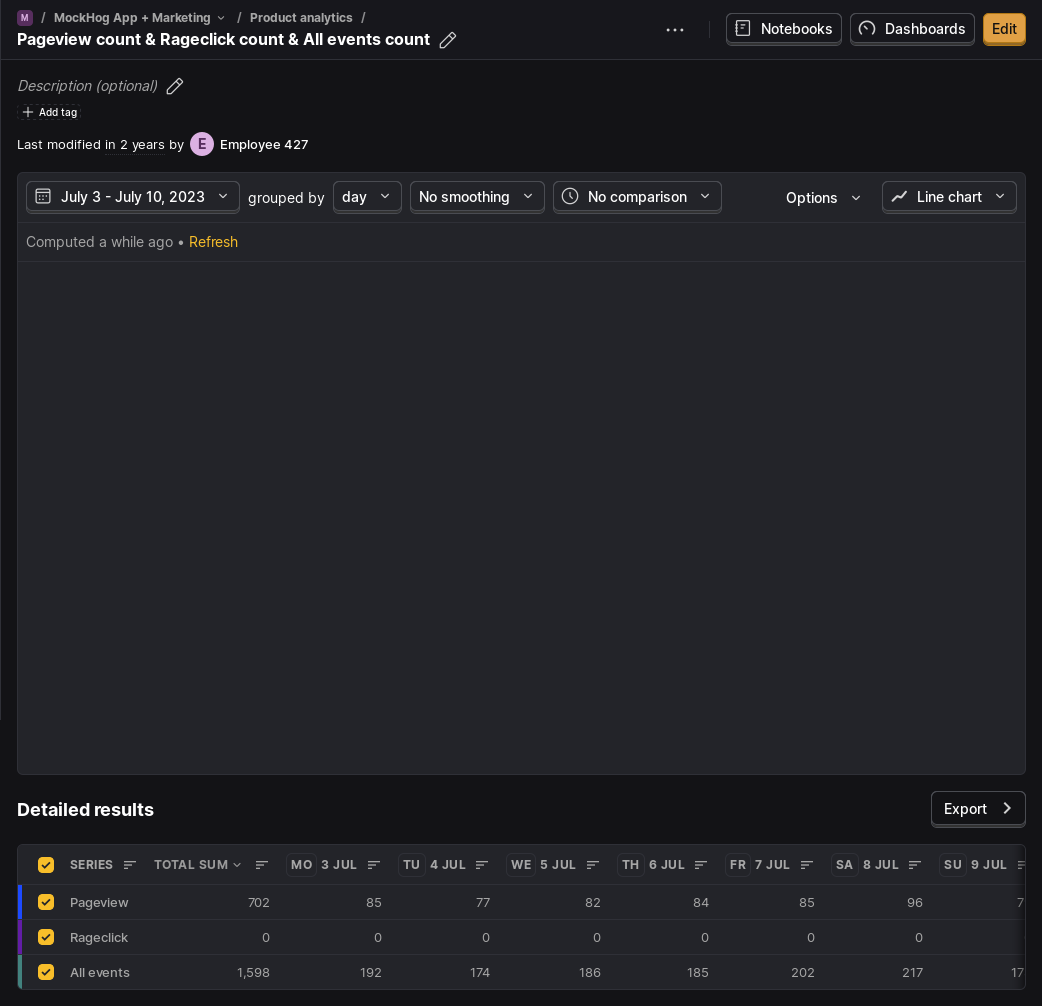 M / MockHog App + Marketing / Product analytics /
Pageview count & Rageclick count & All events count
Notebooks Dashboards Edit
Description (optional)
Add tag
Last modified in 2 years by E Employee 427
July 3 - July 10, 2023 grouped by day No smoothing No comparison Options Line chart
Computed a while ago • Refresh
Detailed results
Export
SERIES TOTAL SUM MO 3 JUL TU 4 JUL WE 5 JUL TH 6 JUL FR 7 JUL SA 8 JUL SU 9 JUL
Pageview 702 85 77 82 84 85 96
Rageclick 0 0 0 0 0 0 0
All events 1,598 192 174 186 185 202 217